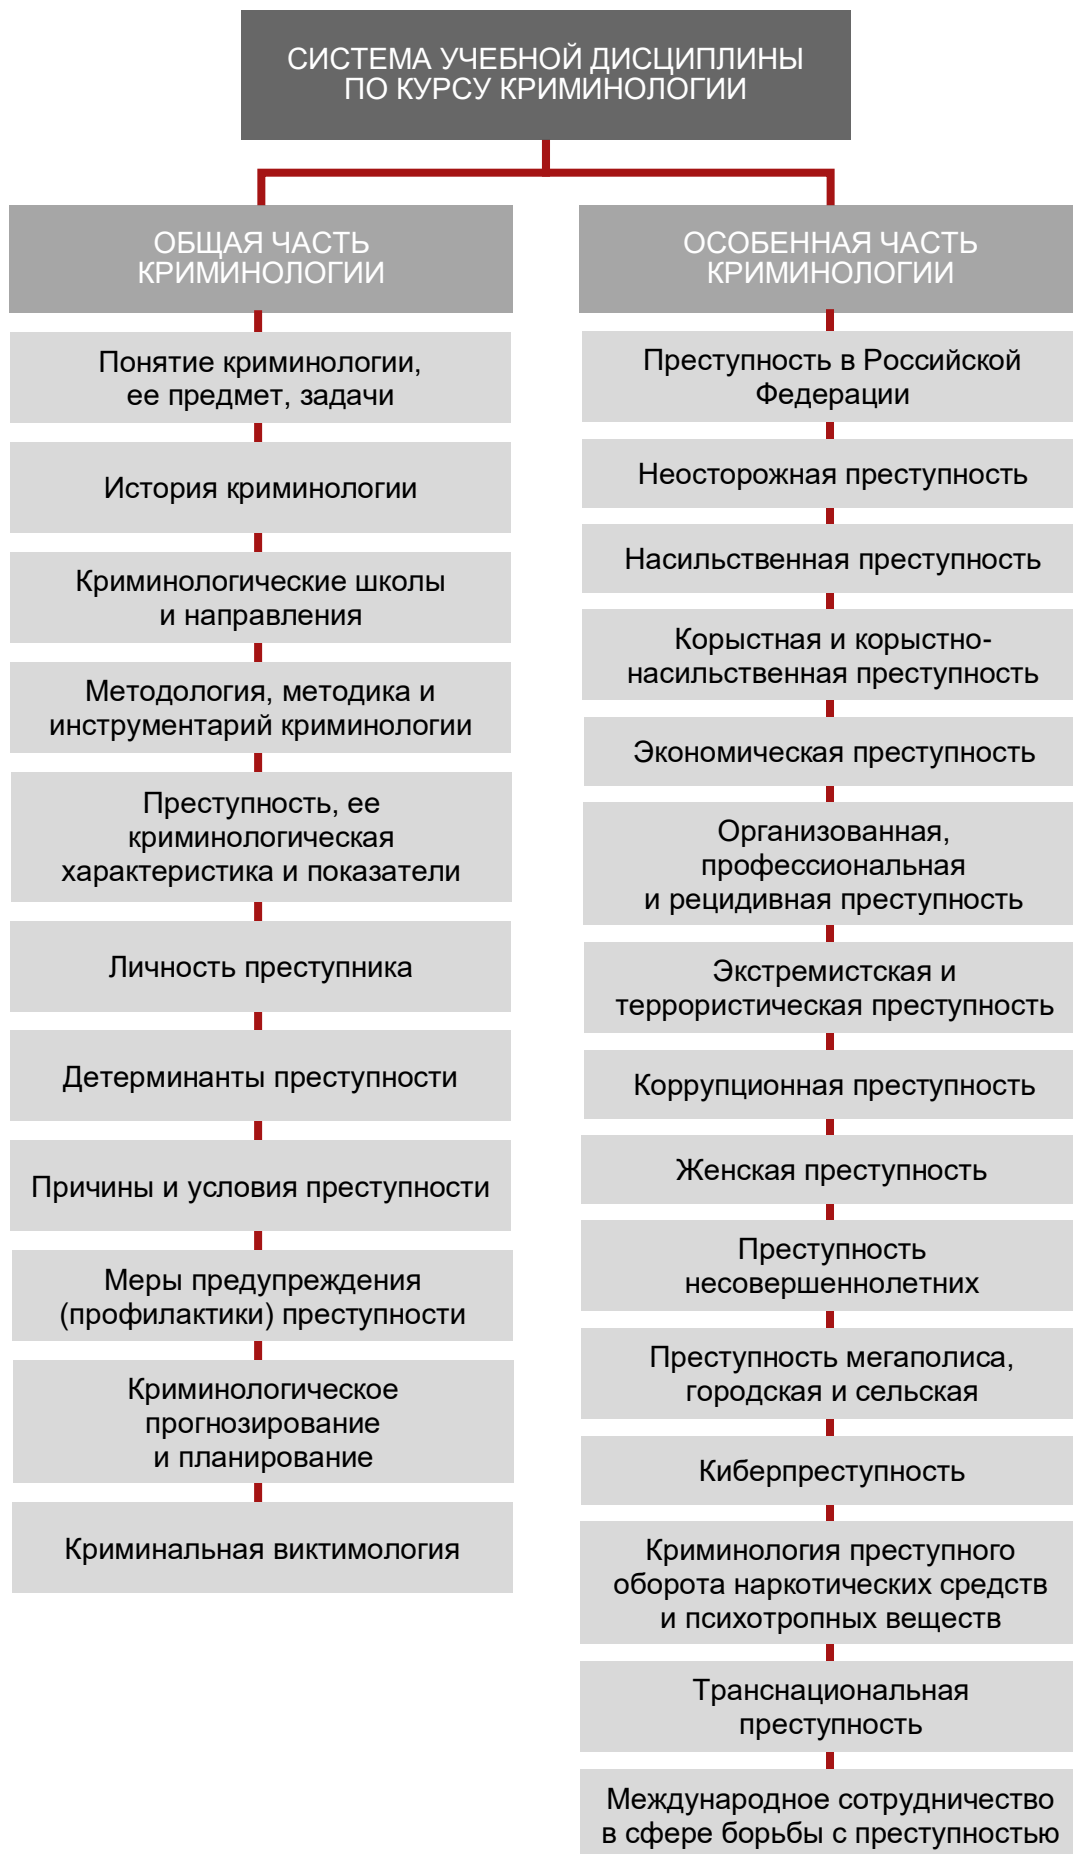 СИСТЕМА УЧЕБНОЙ ДИСЦИПЛИНЫ
ПО КУРСУ КРИМИНОЛОГИИ
ОБЩАЯ ЧАСТЬ
КРИМИНОЛОГИИ
Понятие криминологии,
ее предмет, задачи
История криминологии
Криминологические школы
и направления
Методология, методика и
инструментарий криминологии
Преступность, ее
криминологическая
характеристика и показатели
Личность преступника
Детерминанты преступности
Причины и условия преступности
Меры предупреждения
(профилактики) преступности
Криминологическое
прогнозирование
и планирование
Криминальная виктимология
ОСОБЕННАЯ ЧАСТЬ
КРИМИНОЛОГИИ
Преступность в Российской
Федерации
Неосторожная преступность
Насильственная преступность
Корыстная и корыстно-
насильственная преступность
Экономическая преступность
Организованная,
профессиональная
и рецидивная преступность
Экстремистская и
террористическая преступность
Коррупционная преступность
Женская преступность
Преступность
несовершеннолетних
Преступность мегаполиса,
городская и сельская
Киберпреступность
Криминология преступного
оборота наркотических средств
и психотропных веществ
Транснациональная
преступность
Международное сотрудничество
в сфере борьбы с преступностью